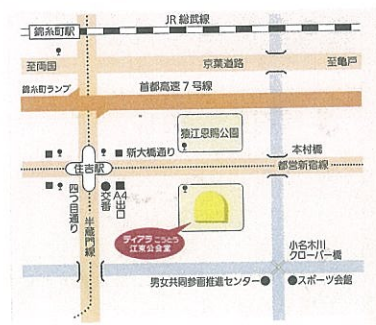 JR 総武線
錦糸町駅
至両国
京葉道路
至亀戸
錦糸町ランプ
首都高速7号線
猿江恩賜公園
新大橋通り
本村橋
住吉駅
都営新宿線
四つ目通り
半蔵門線
交番
A4出口
ティアラこうとう
江東公会堂
小名木川
クローバー橋
男女共同参画推進センター
スポーツ会館